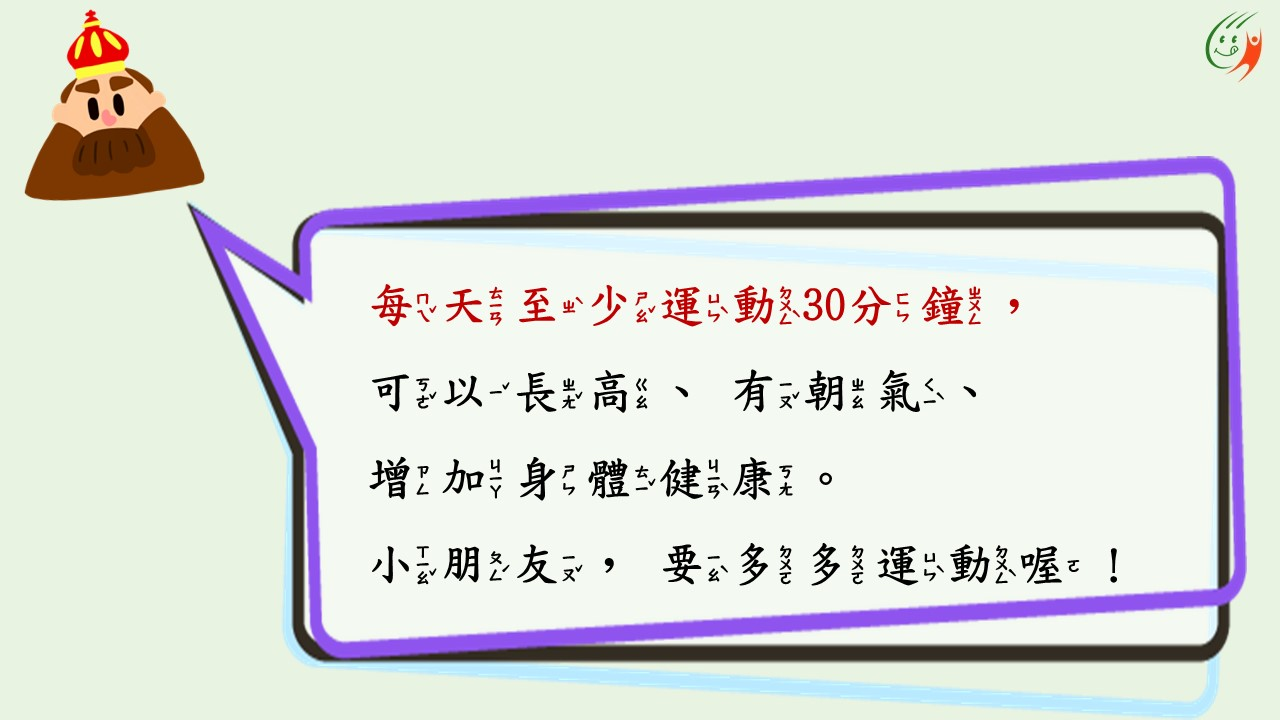 每天至少運動30分鐘，
可以長高、 有朝氣、
增加身體健康。
小朋友， 要多多運動喔！